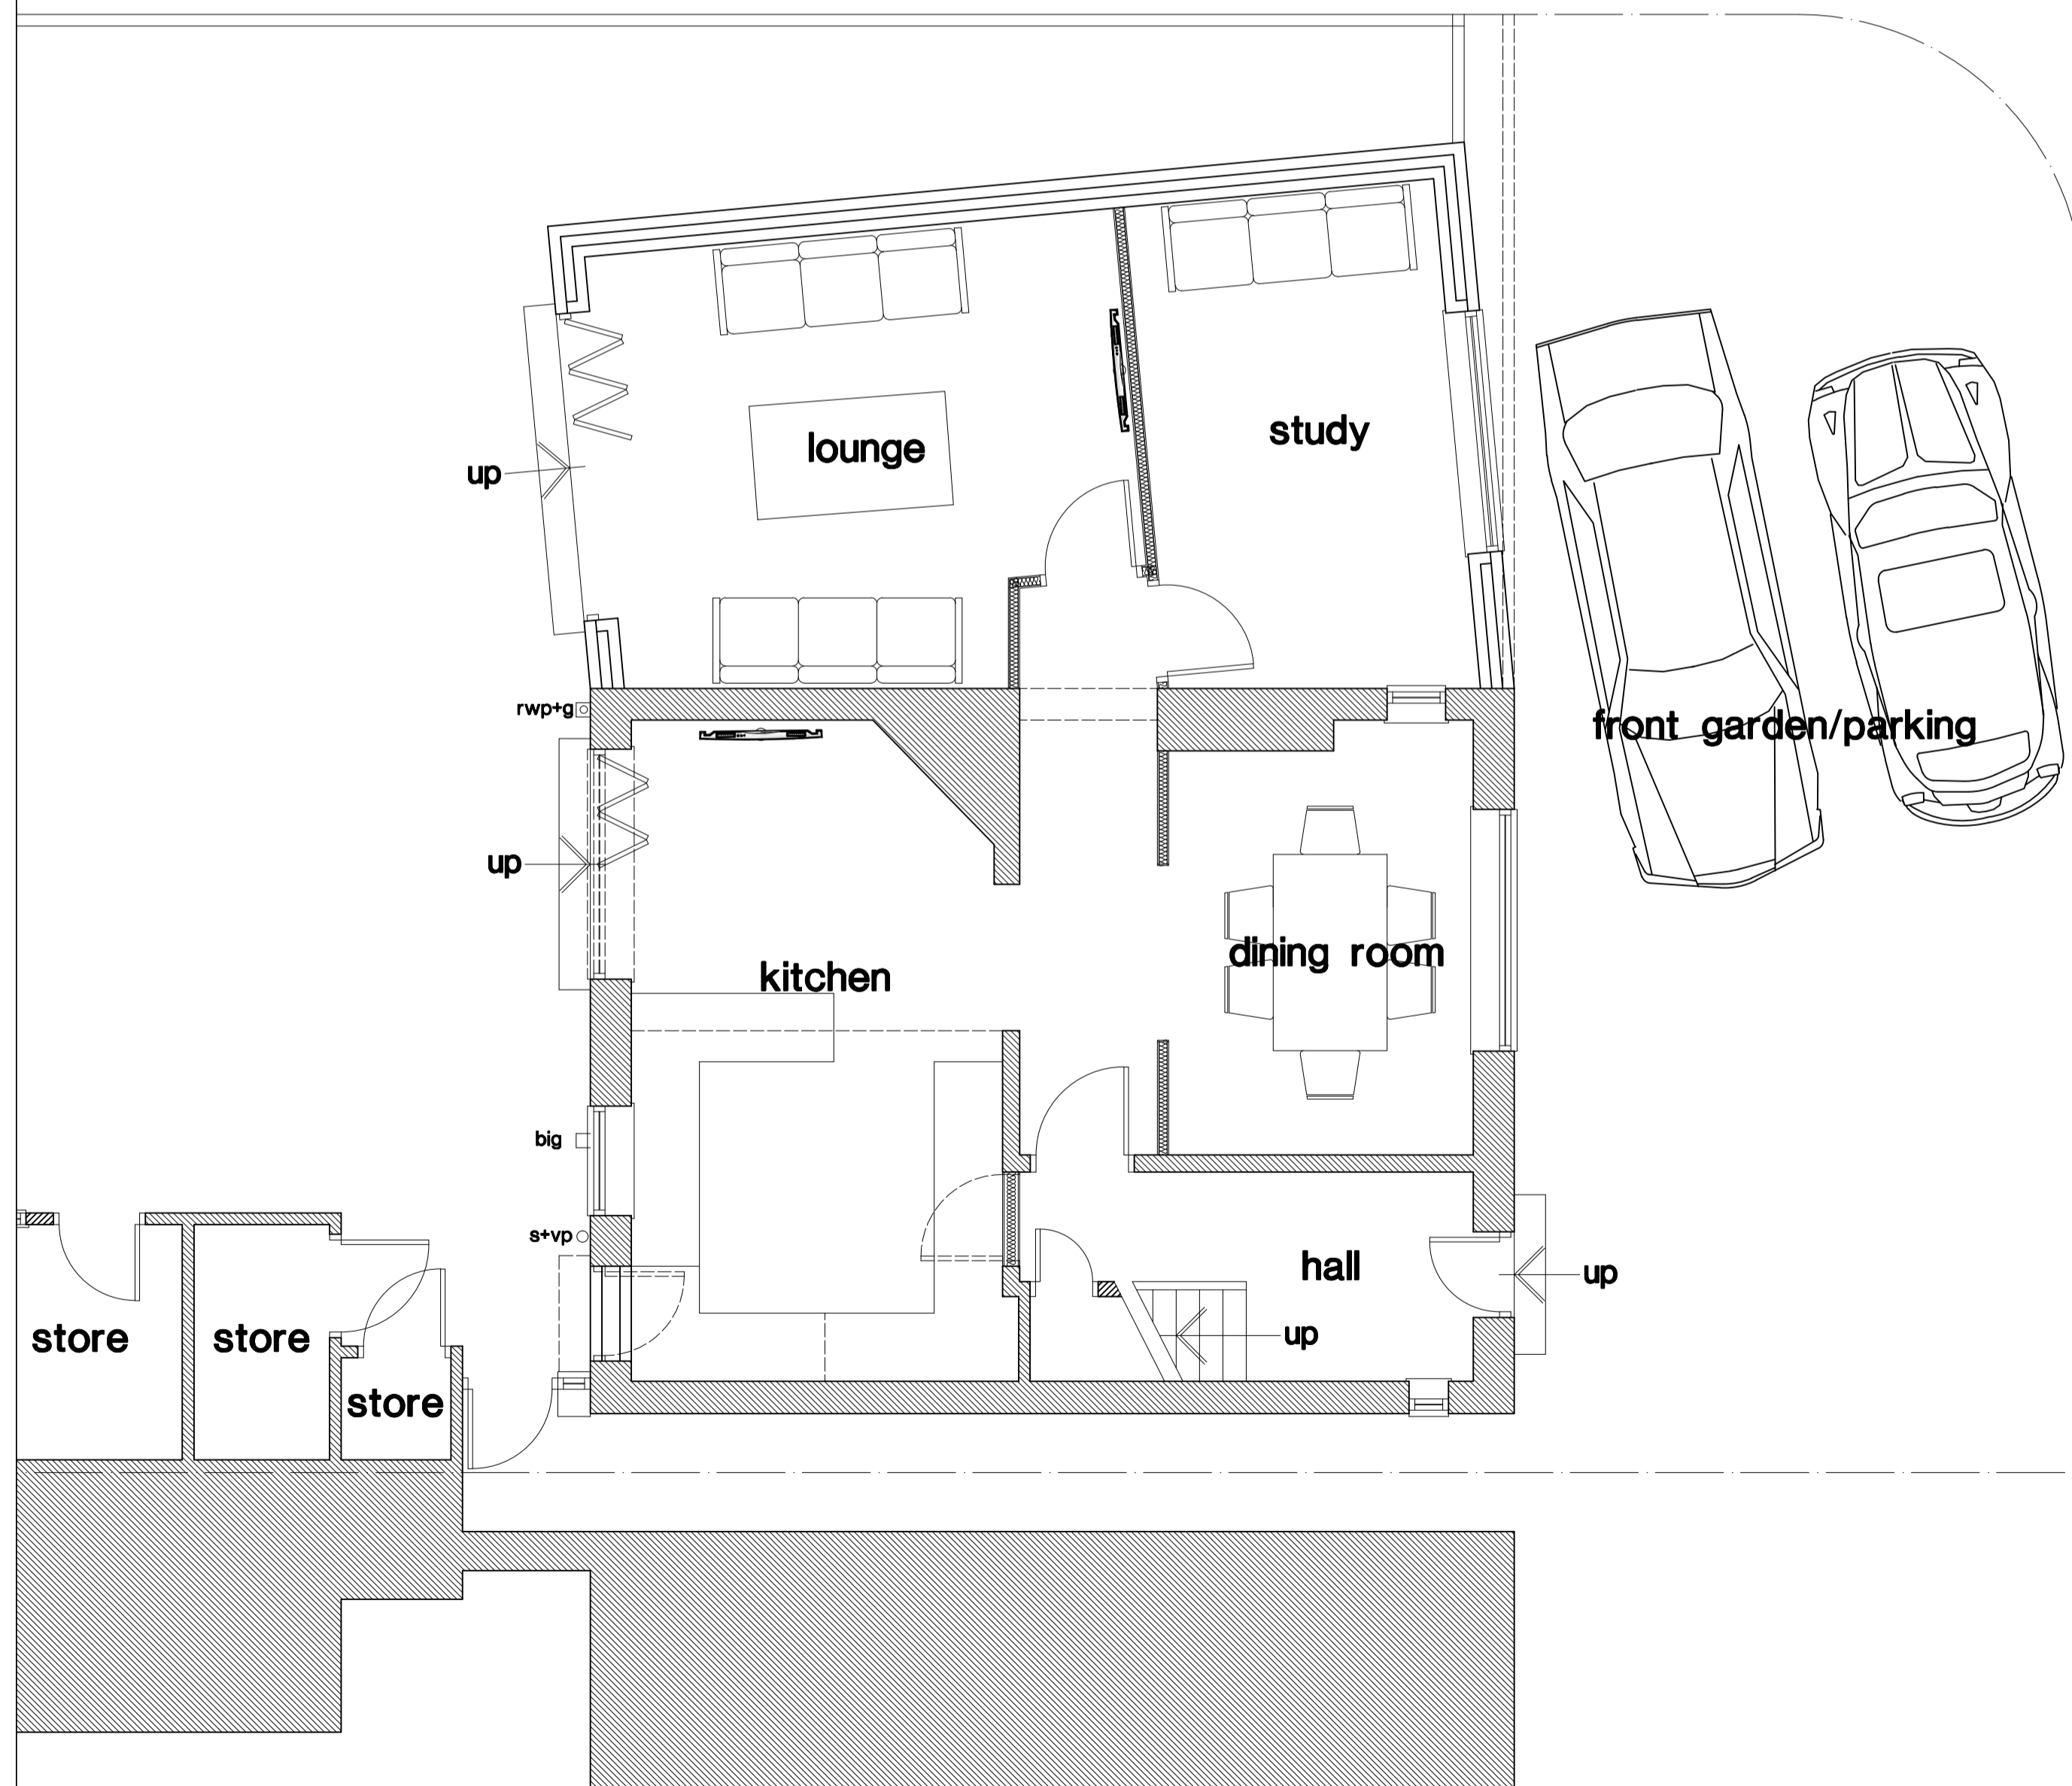 lounge
study
up
rwp+g
front garden/parking
up
dining room
kitchen
big
s+vp
hall
up
up
store
store
store